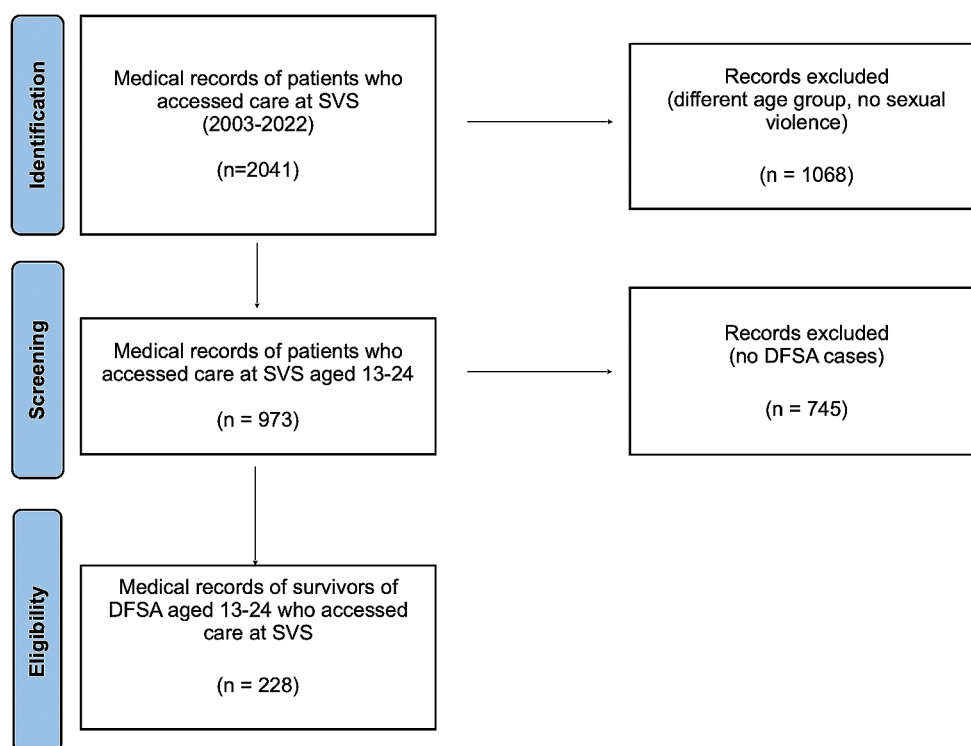 Identification
Medical records of patients who
accessed care at SVS
(2003-2022)
(n=2041)
Records excluded
(different age group, no sexual
violence)
(n = 1068)
Screening
Medical records of patients who
accessed care at SVS aged 13-24
(n = 973)
Records excluded
(no DFSA cases)
(n = 745)
Eligibility
Medical records of survivors of
DFSA aged 13-24 who accessed
care at SVS
(n = 228)